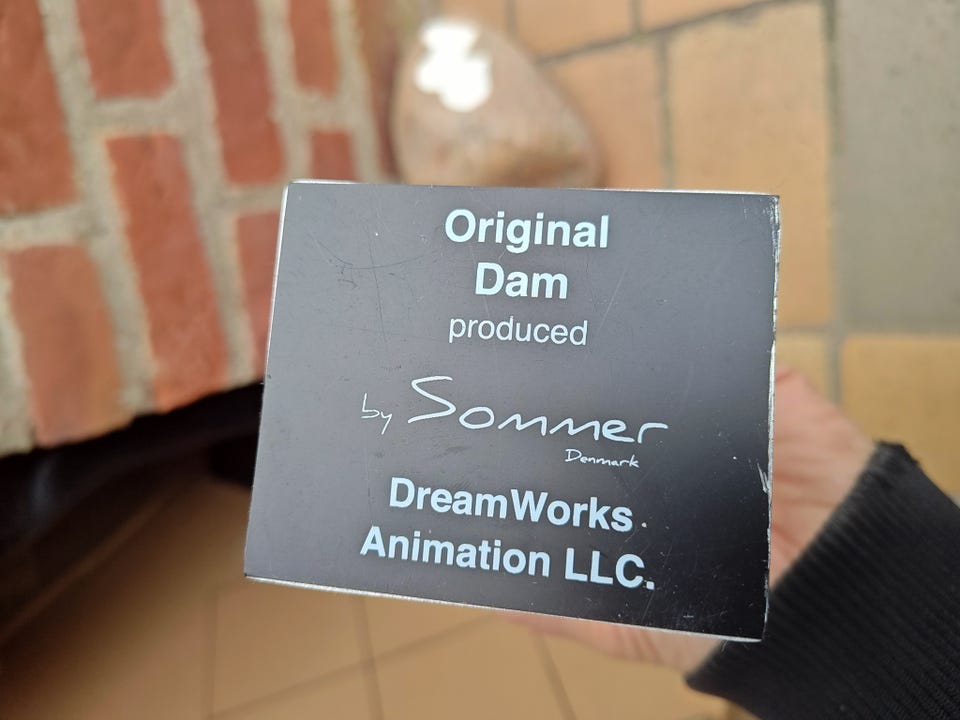 Original
Dam
produced
by Sommer
Denmark
DreamWorks
Animation LLC.